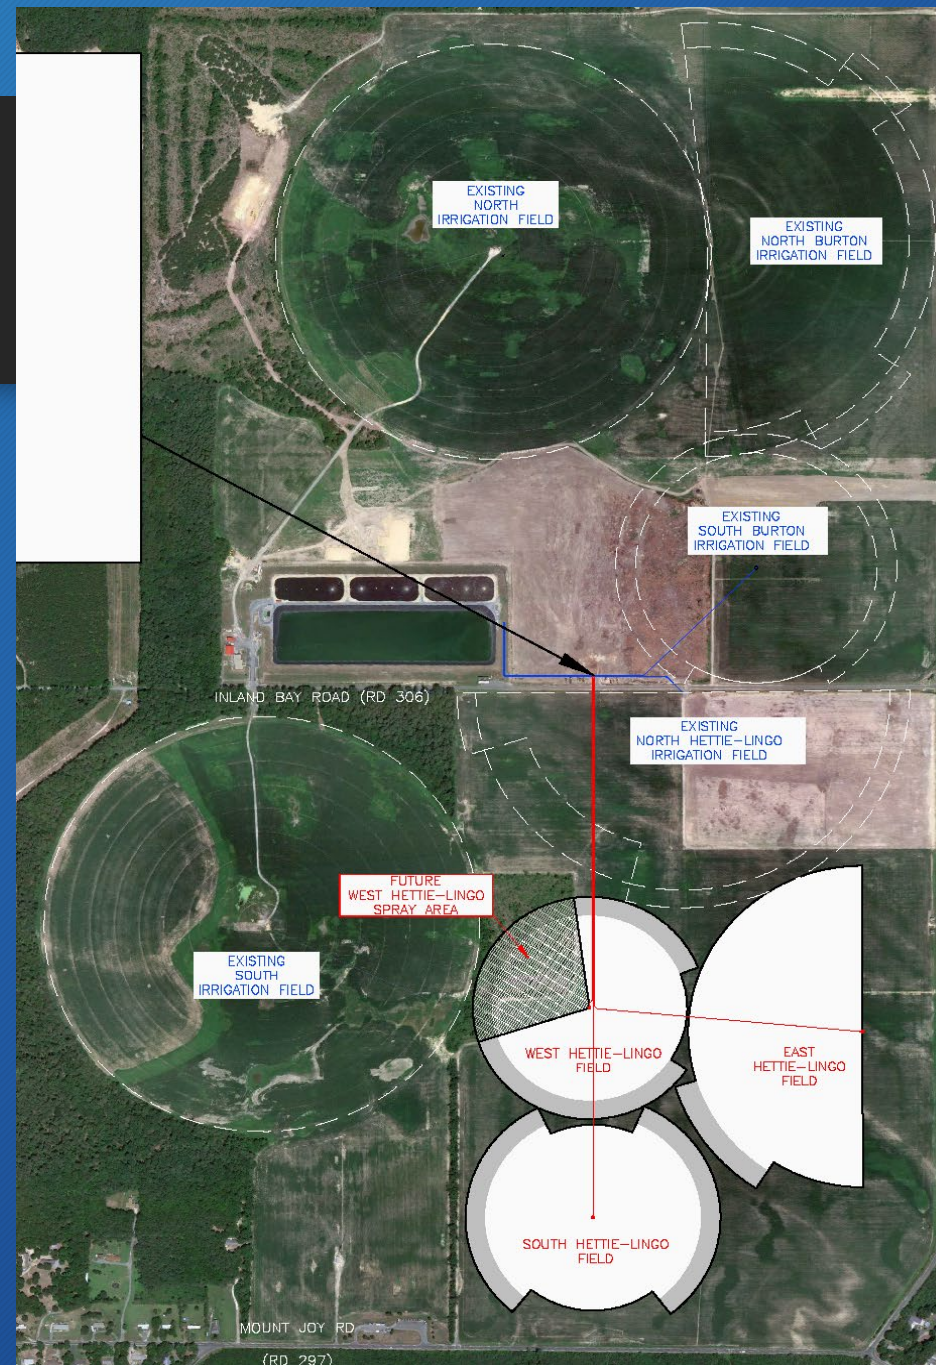 EXISTING
NORTH
IRRIGATION FIELD
EXISTING
NORTH BURTON
IRRIGATION FIELD
EXISTING
SOUTH BURTON
IRRIGATION FIELD
INLAND BAY ROAD (RD 306)
EXISTING
NORTH HETTIE-LINGO
IRRIGATION FIELD
FUTURE
WEST HETTIE-LINGO
SPRAY AREA
EXISTING
SOUTH
IRRIGATION FIELD
WEST HETTIE-LINGO
FIELD
EAST
HETTIE-LINGO
FIELD
SOUTH HETTIE-LINGO
FIELD
MOUNT JOY RD
(RD 297)